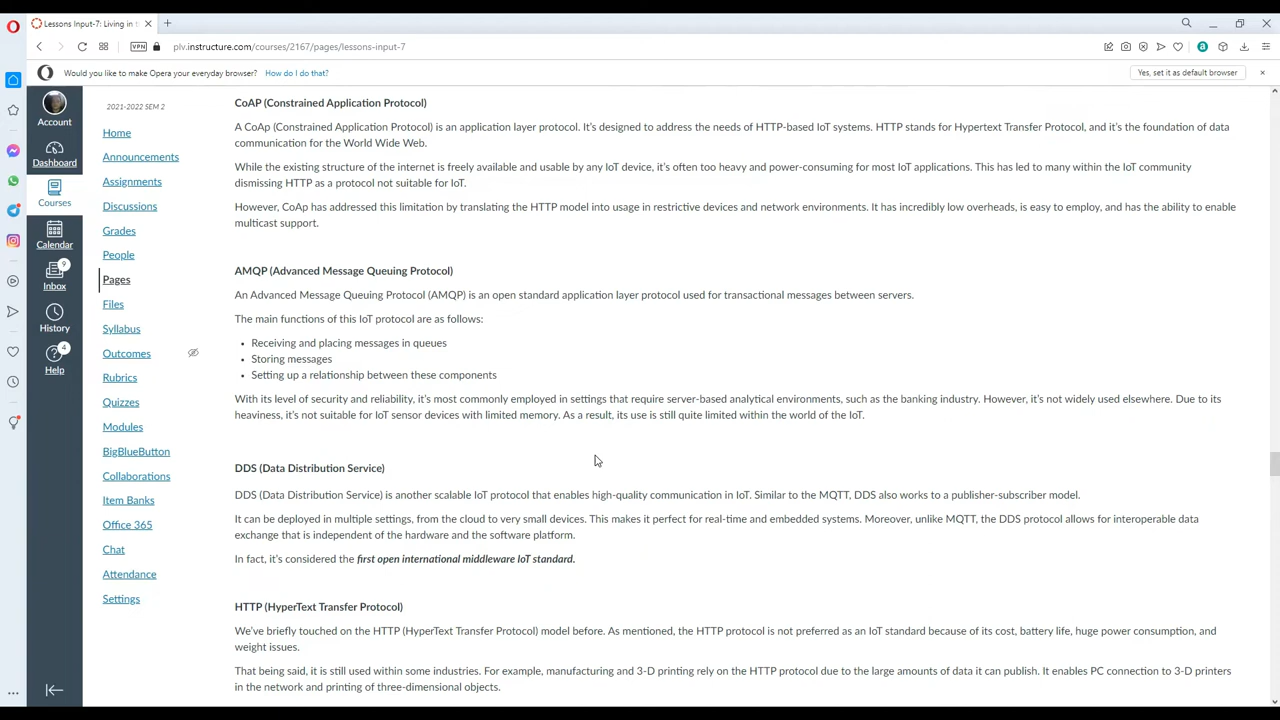 Lessons Input-7: Living in t
VPN
plv.instructure.com/courses/2167/pages/lessons-input-7
Would you like to make Opera your everyday browser? How do I do that?
Yes, set it as default browser
Account
Dashboard
Courses
Calendar
9
Inbox
History
4
Help
2021-2022 SEM 2
Home
Announcements
Assignments
Discussions
Grades
People
Pages
Files
Syllabus
Outcomes
Rubrics
Quizzes
Modules
BigBlueButton
Collaborations
Item Banks
Office 365
Chat
Attendance
Settings
CoAP (Constrained Application Protocol)
A CoAp (Constrained Application Protocol) is an application layer protocol. It's designed to address the needs of HTTP-based IoT systems. HTTP stands for Hypertext Transfer Protocol, and it's the foundation of data
communication for the World Wide Web.
While the existing structure of the internet is freely available and usable by any IoT device, it's often too heavy and power-consuming for most IoT applications. This has led to many within the IoT community
dismissing HTTP as a protocol not suitable for IoT.
However, CoAp has addressed this limitation by translating the HTTP model into usage in restrictive devices and network environments. It has incredibly low overheads, is easy to employ, and has the ability to enable
multicast support.
AMQP (Advanced Message Queuing Protocol)
An Advanced Message Queuing Protocol (AMQP) is an open standard application layer protocol used for transactional messages between servers.
The main functions of this IoT protocol are as follows:
• Receiving and placing messages in queues
• Storing messages
• Setting up a relationship between these components
With its level of security and reliability, it's most commonly employed in settings that require server-based analytical environments, such as the banking industry. However, it's not widely used elsewhere. Due to its
heaviness, it's not suitable for IoT sensor devices with limited memory. As a result, its use is still quite limited within the world of the IoT.
DDS (Data Distribution Service)
DDS (Data Distribution Service) is another scalable IoT protocol that enables high-quality communication in IoT. Similar to the MQTT, DDS also works to a publisher-subscriber model.
It can be deployed in multiple settings, from the cloud to very small devices. This makes it perfect for real-time and embedded systems. Moreover, unlike MQTT, the DDS protocol allows for interoperable data
exchange that is independent of the hardware and the software platform.
In fact, it's considered the first open international middleware IoT standard.
HTTP (HyperText Transfer Protocol)
We've briefly touched on the HTTP (HyperText Transfer Protocol) model before. As mentioned, the HTTP protocol is not preferred as an IoT standard because of its cost, battery life, huge power consumption, and
weight issues.
That being said, it is still used within some industries. For example, manufacturing and 3-D printing rely on the HTTP protocol due to the large amounts of data it can publish. It enables PC connection to 3-D printers
in the network and printing of three-dimensional objects.